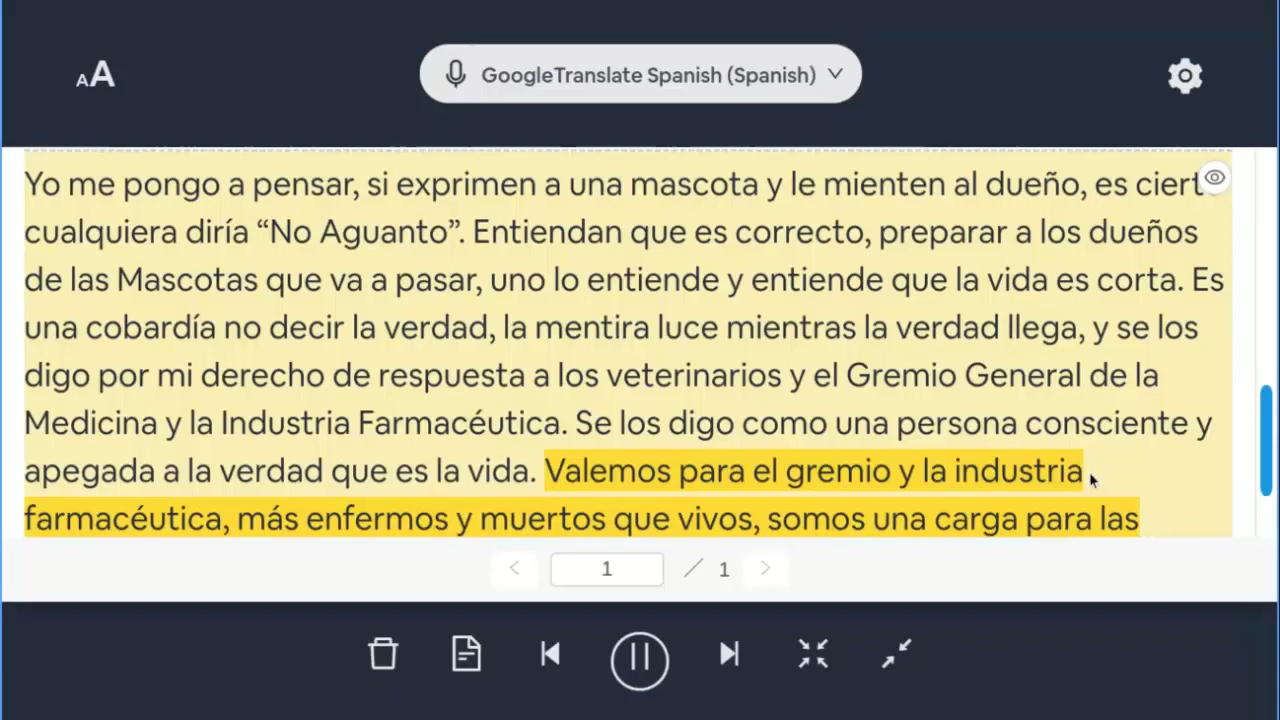 AA
GoogleTranslate Spanish (Spanish)
Yo me pongo a pensar, si exprimen a una mascota y le mienten al dueño, es
cualquiera diría “No Aguanto”. Entiendan que es correcto, preparar a los dueños
de las Mascotas que va a pasar, uno lo entiende y entiende que la vida es corta. Es
una cobardía no decir la verdad, la mentira luce mientras la verdad llega, y se los
digo por mi derecho de respuesta a los veterinarios y el Gremio General de la
Medicina y la Industria Farmacéutica. Se los digo como una persona consciente y
apegada a la verdad que es la vida. Valemos para el gremio y la industria
farmacéutica, más enfermos y muertos que vivos, somos una carga para las
1 / 1